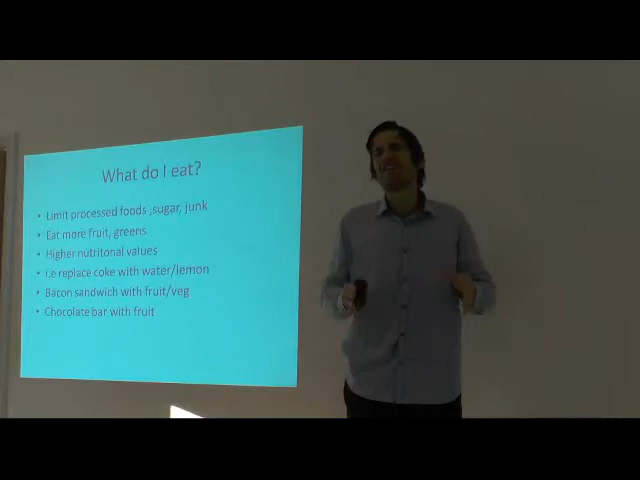 What do I eat?
• Limit processed foods ,sugar, junk
• Eat more fruit, greens
• Higher nutritonal values
• i.e replace coke with water/lemon
• Bacon sandwich with fruit/veg
• Chocolate bar with fruit